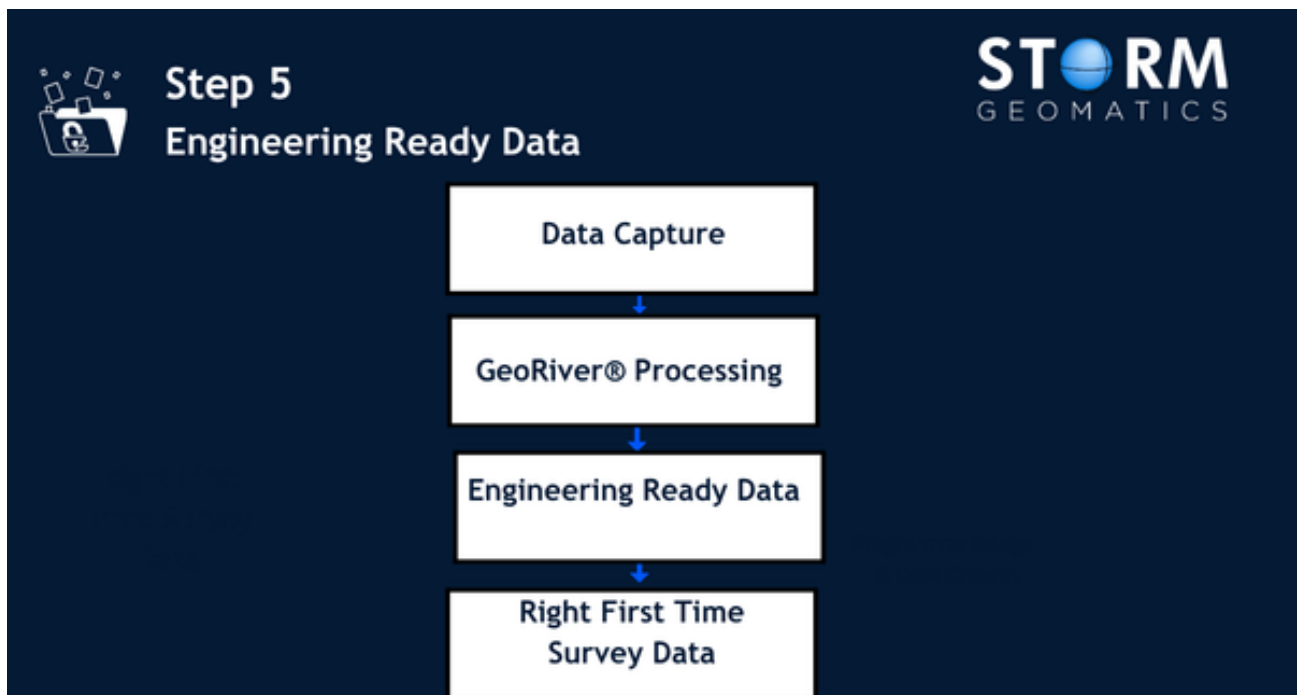 Step 5
Engineering Ready Data
STORM
GEOMATICS
Data Capture
GeoRiver® Processing
Engineering Ready Data
Right First Time
Survey Data